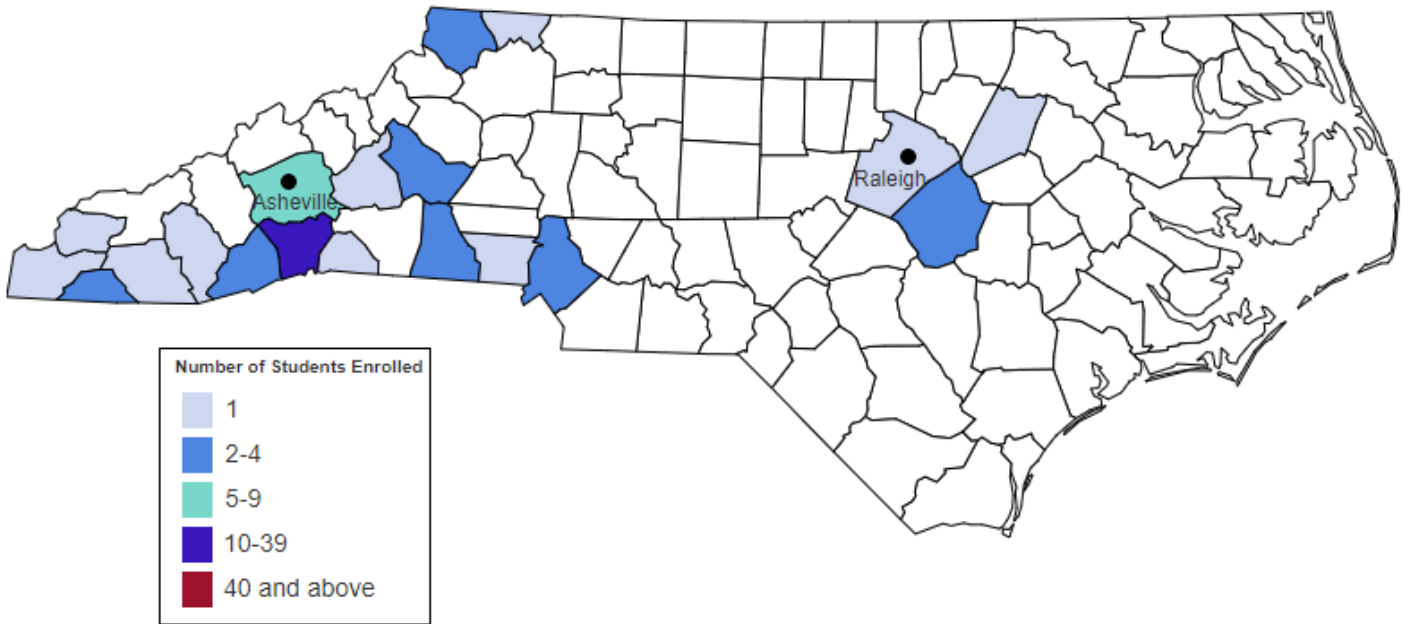 Raleigh
Asheville
Number of Students Enrolled
1
2-4
5-9
10-39
40 and above